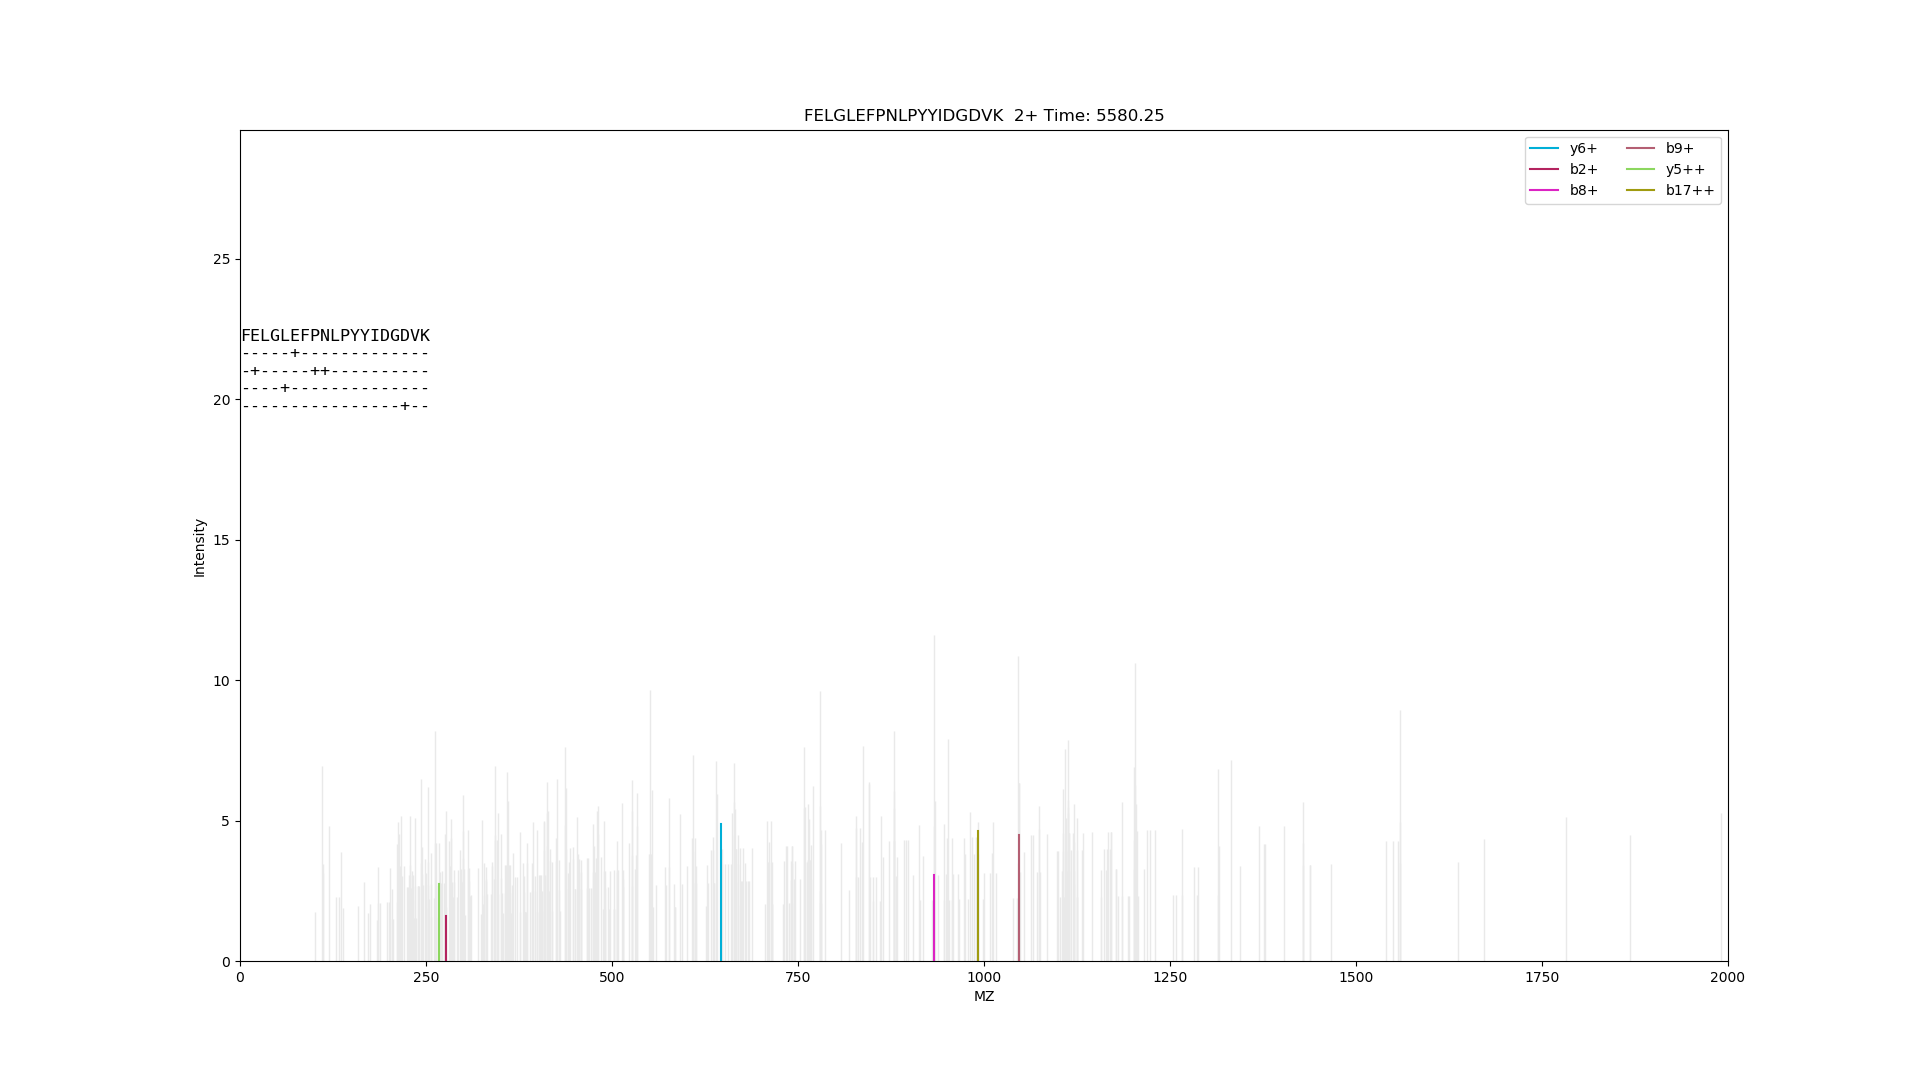 FELGLEFPNLPYYIDGDVK 2+ Time: 5580.25
y6+ b9+
b2+ y5++
b8+ b17++
25
FELGLEFPNLPYYIDGDVK
-----+-------------
-+-----++----------
----+--------------
20
----------------+--
15
Intensity
10
5
0
0 250 500 750 1000 1250 1500 1750 2000
MZ